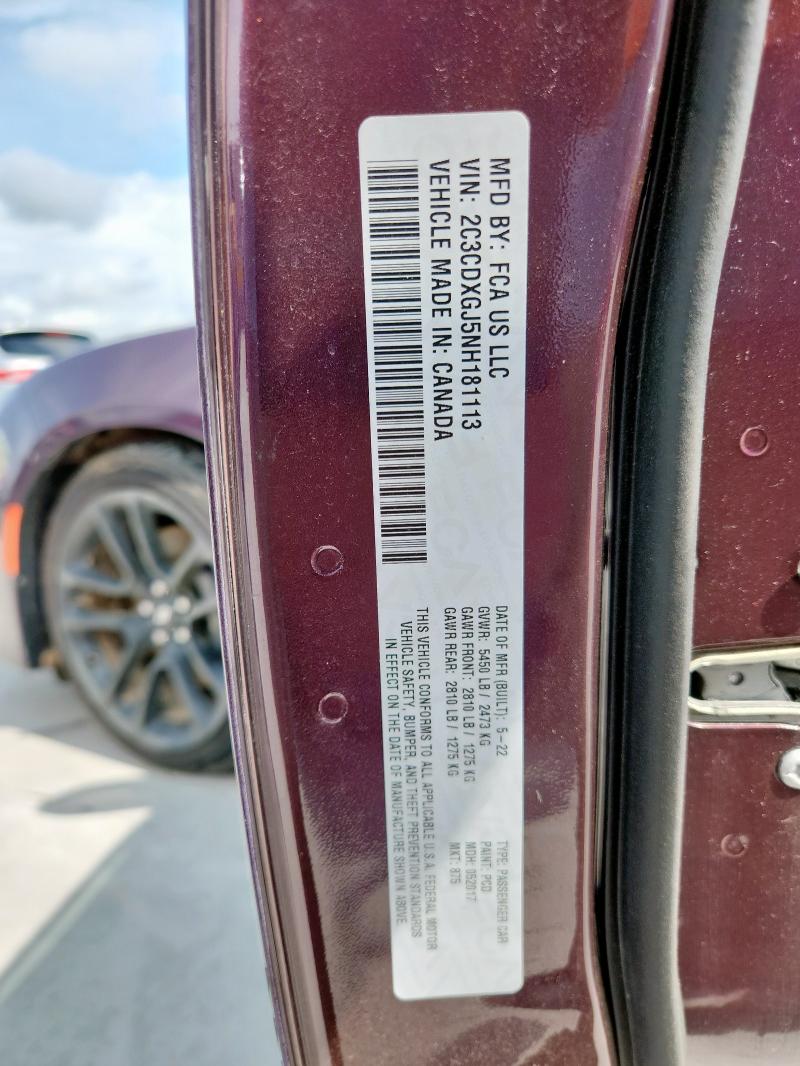 MFD BY: FCA US LLC
VIN: 2C3CDXGJ5NH181113
VEHICLE MADE IN: CANADA
DATE OF MFR (BUILT): 5-22
GVWR: 5450 LB / 2473 KG
GAWR FRONT: 2810 LB / 1275 KG
GAWR REAR: 2810 LB / 1275 KG
TYPE: PASSENGER CAR
PAINT: PCD
MDH: 052017
MKT: 875
THIS VEHICLE CONFORMS TO ALL APPLICABLE U.S.A. FEDERAL MOTOR
VEHICLE SAFETY, BUMPER, AND THEFT PREVENTION STANDARDS
IN EFFECT ON THE DATE OF MANUFACTURE SHOWN ABOVE.